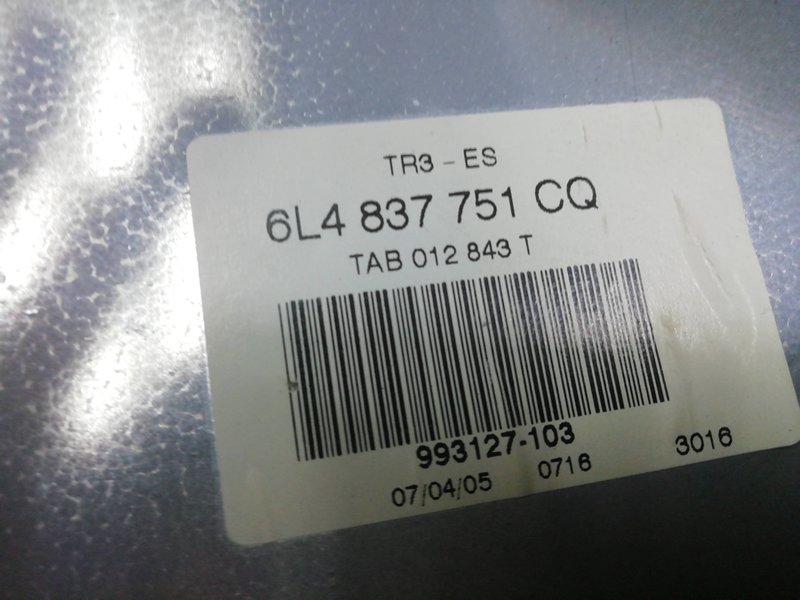 TR3 - ES
6L4 837 751 CQ
TAB 012 843 T
993127-103
07/04/05 0716 3016